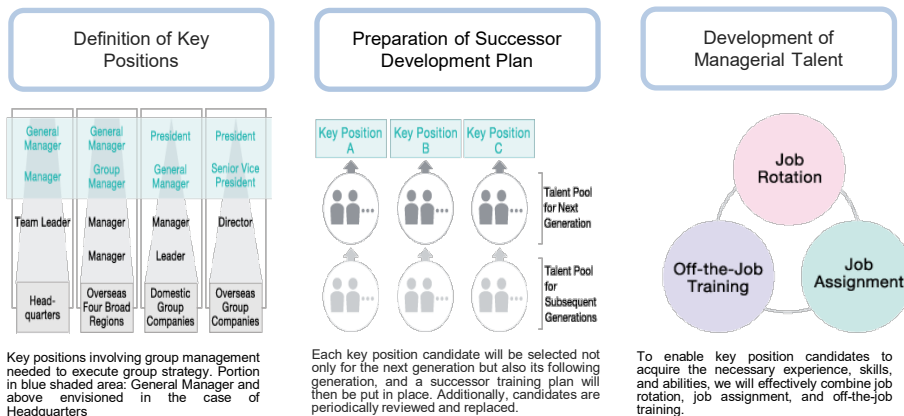 Definition of Key
Positions
General
Manager
General
Manager
President
President
Manager
Group
Manager
General
Manager
Senior Vice
President
Team Leader
Manager
Manager
Director
Manager
Leader
Head-
quarters
Overseas
Four Broad
Regions
Domestic
Group
Companies
Overseas
Group
Companies
Key positions involving group management
needed to execute group strategy. Portion
in blue shaded area: General Manager and
above envisioned in the case of
Headquarters
Preparation of Successor
Development Plan
Key Position
A
Key Position
B
Key Position
C
Talent Pool
for Next
Generation
Talent Pool
for
Subsequent
Generations
Each key position candidate will be selected not
only for the next generation but also its following
generation, and a successor training plan will
then be put in place. Additionally, candidates are
periodically reviewed and replaced.
Development of
Managerial Talent
Job
Rotation
Off-the-Job
Training
Job
Assignment
To enable key position candidates to
acquire the necessary experience, skills,
and abilities, we will effectively combine job
rotation, job assignment, and off-the-job
training.